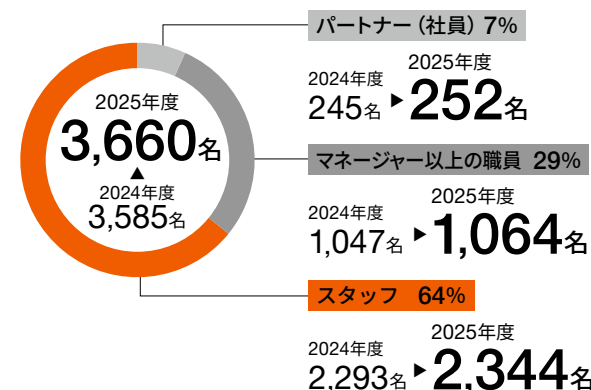 2025年度
3,660名
▲
2024年度
3,585名
パートナー（社員）7%
2024年度
245名
▶
2025年度
252名
マネージャー以上の職員 29%
2024年度
1,047名
▶
2025年度
1,064名
スタッフ 64%
2024年度
2,293名
▶
2025年度
2,344名